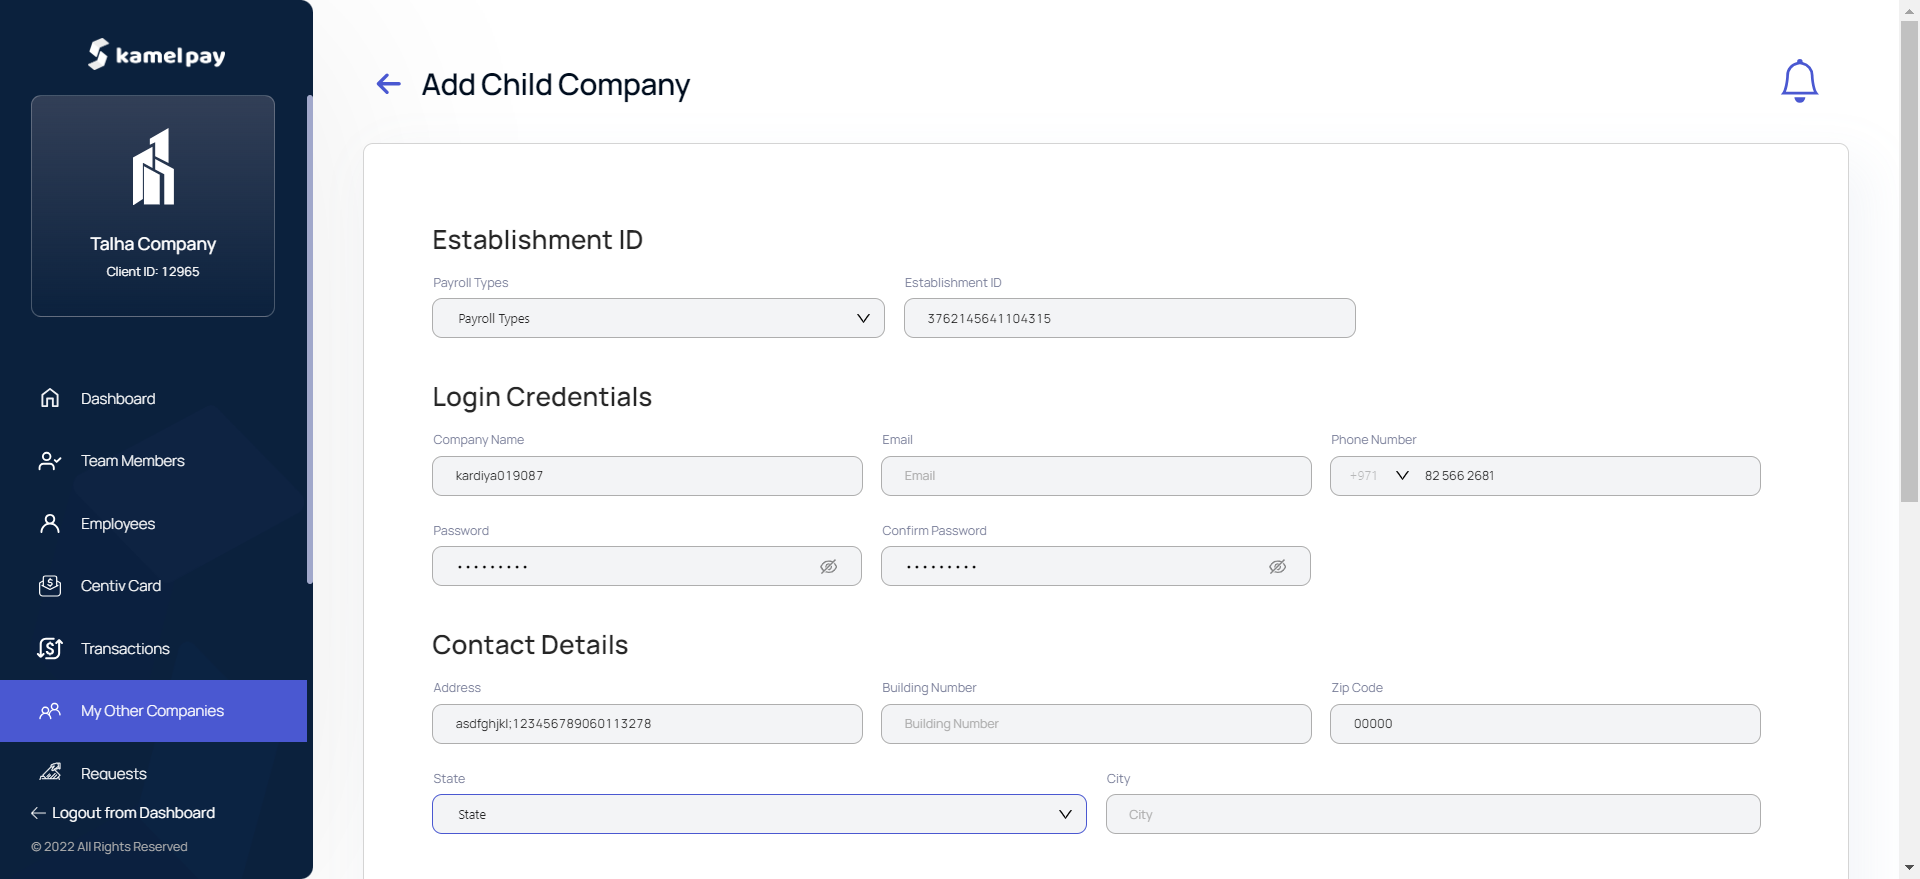 kamelpay
Talha Company
Client ID: 12965
Dashboard
Team Members
Employees
Centiv Card
Transactions
My Other Companies
Requests
Logout from Dashboard
© 2022 All Rights Reserved
Add Child Company
Establishment ID
Payroll Types
Establishment ID
Payroll Types
3762145641104315
Login Credentials
Company Name
Email
Phone Number
kardiya019087
Email
+971
82 566 2681
Password
Confirm Password
Contact Details
Address
Building Number
Zip Code
asdfghjkl;123456789060113278
Building Number
00000
State
City
State
City